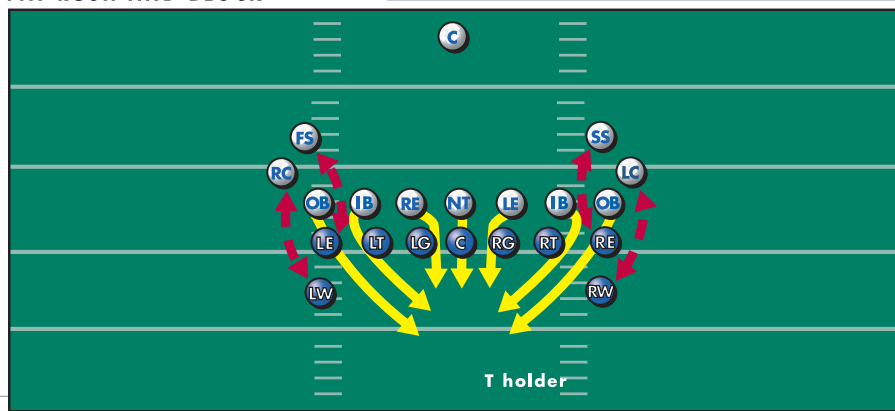 C
FS SS
RC LC
OB IB RE NT LE IB OB
LE LT LG C RG RT RE
LW RW
T holder